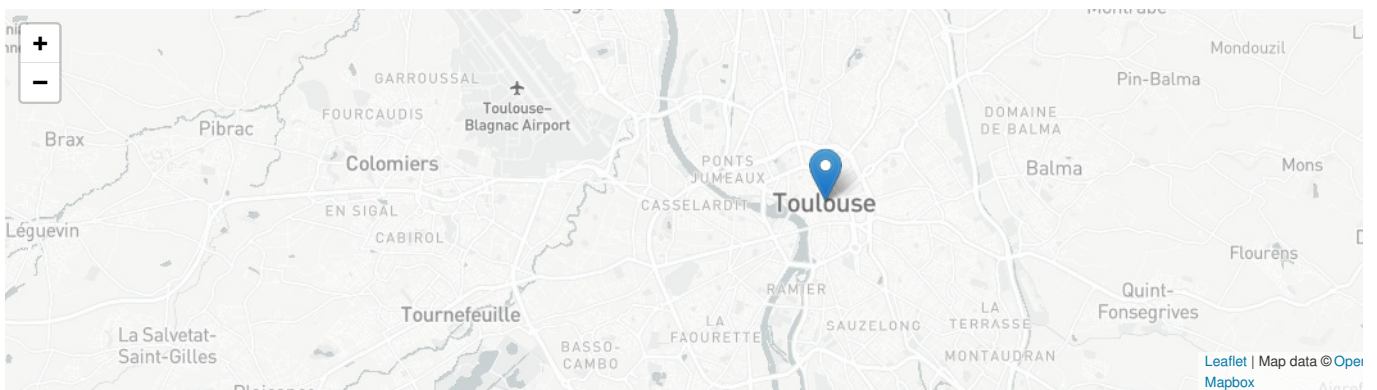 +
−
Mondouzil
GARROUSSAL
Pin-Balma
Toulouse–
Blagnac Airport
FOURCAUDIS
DOMAINE
DE BALMA
Brax
Pibrac
Colomiers
PONTS
JUMEAUX
Balma
Mons
EN SIGAL
CASSELARDIT
Toulouse
Léguevin
CABIROL
Flourens
RAMIER
Quint-
Fonsegrives
Tournefeuille
LA
FAOURETTE
SAUZELONG
LA
TERRASSE
La Salvetat-
Saint-Gilles
BASSO-
CAMBO
MONTAUDRAN
Leaflet | Map data © Open
Mapbox